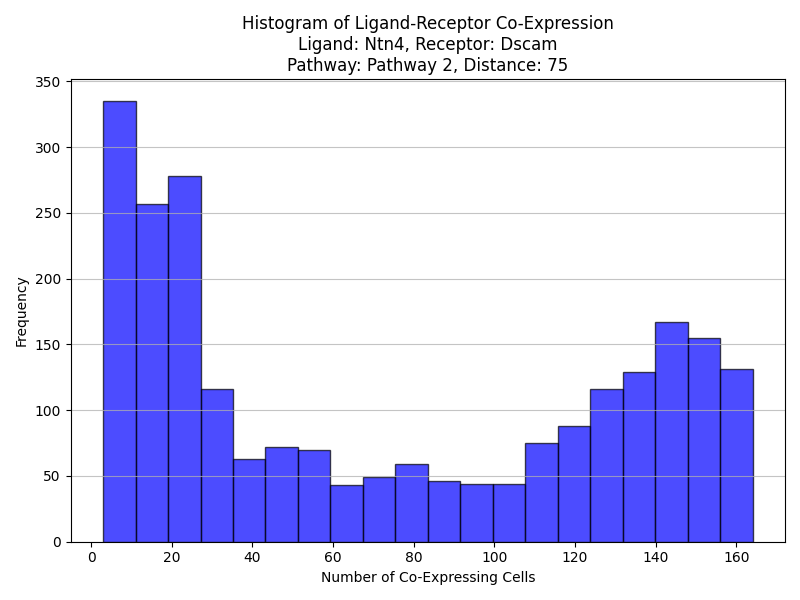 Histogram of Ligand-Receptor Co-Expression
Ligand: Ntn4, Receptor: Dscam
Pathway: Pathway 2, Distance: 75
350
300
250
200
150
100
50
0
Frequency
0 20 40 60 80 100 120 140 160
Number of Co-Expressing Cells